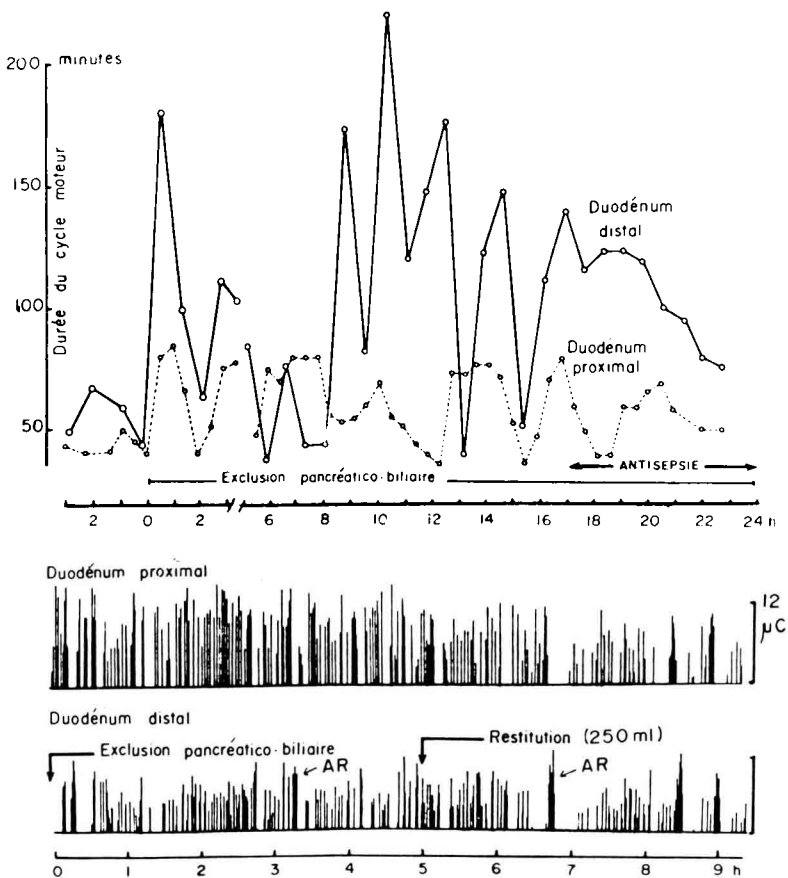 200
minutes
150
100
50
Durée du cycle moteur
Duodénum
distal
Duodénum
proximal
Exclusion pancréatico-biliaire
ANTISEPSIE
2 0 2 6 8 10 12 14 16 18 20 22 24 h
Duodénum proximal
12
µC
Duodénum distal
Exclusion pancréatico-biliaire
Restitution (250 ml)
AR
AR
0 1 2 3 4 5 6 7 8 9 h